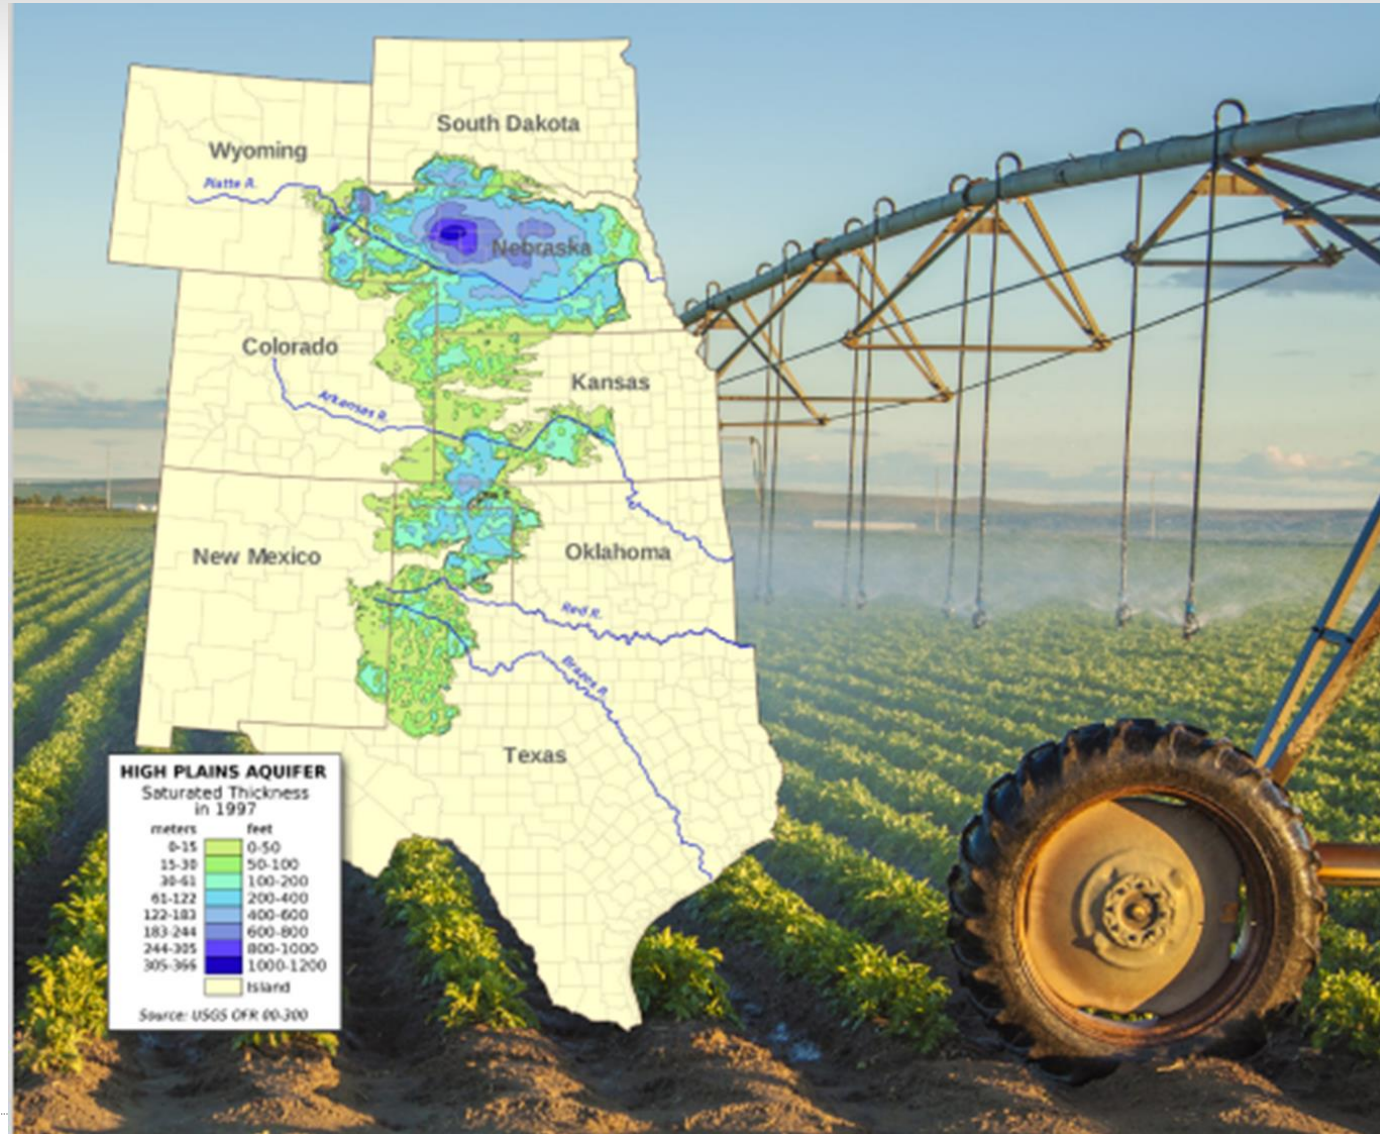 South Dakota
Wyoming
Platte R.
Nebraska
Colorado
Kansas
Arkansas R.
New Mexico
Oklahoma
Red R.
Brazos R.
Texas
HIGH PLAINS AQUIFER
Saturated Thickness
in 1997
meters feet
0-15 0-50
15-30 50-100
30-61 100-200
61-122 200-400
122-183 400-600
183-244 600-800
244-305 800-1000
305-366 1000-1200
Island
Source: USGS OFR 00-300